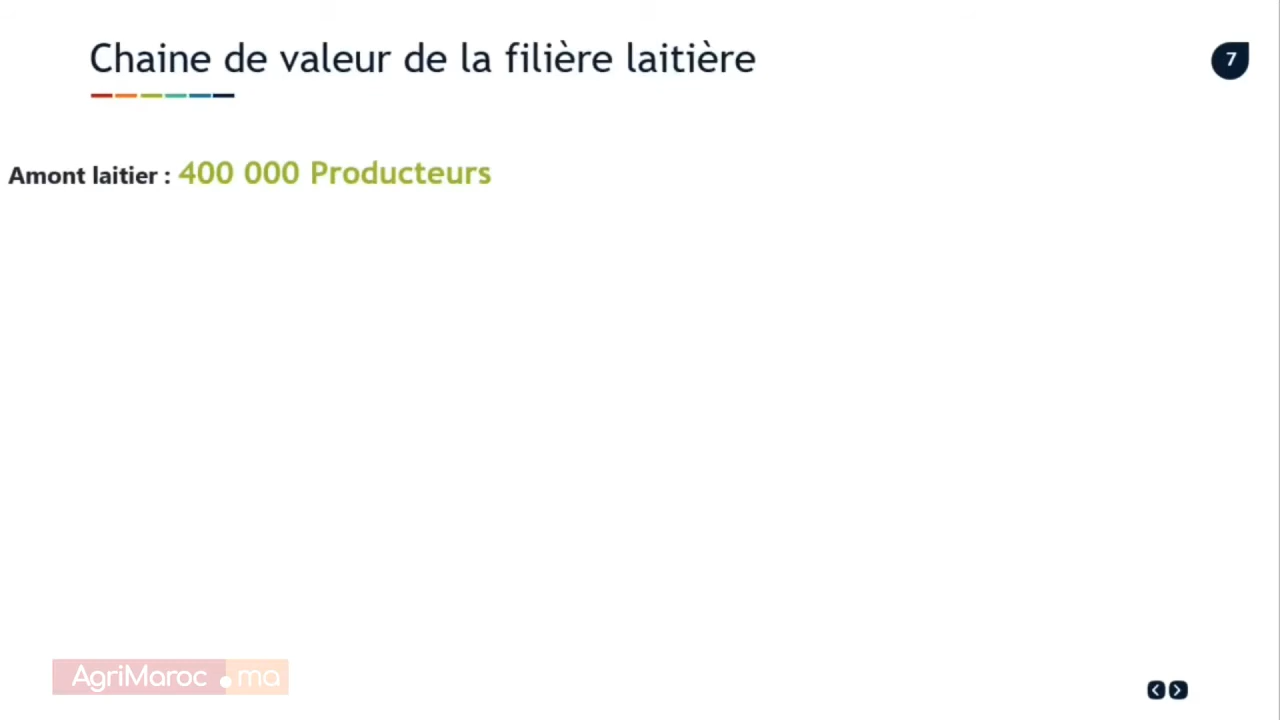 Chaine de valeur de la filière laitière
7
Amont laitier : 400 000 Producteurs
AgriMaroc.ma